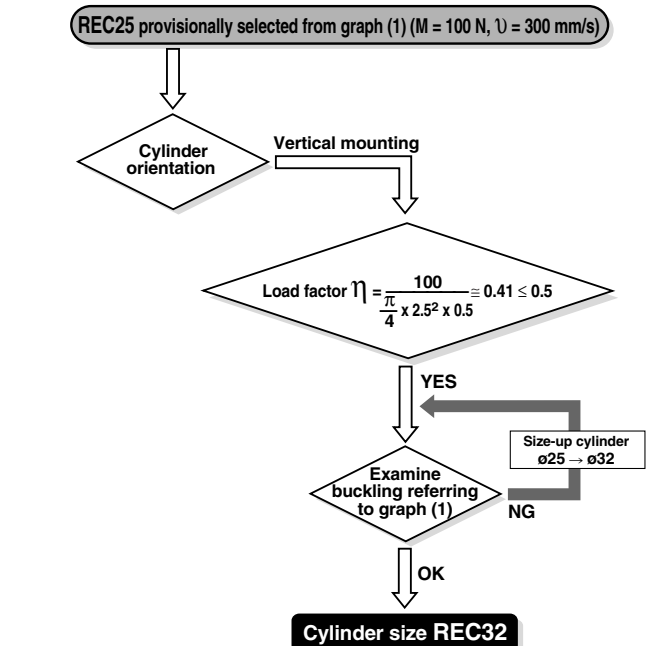 REC25 provisionally selected from graph (1) (M = 100 N, υ = 300 mm/s)
Cylinder
orientation
Vertical mounting
Load factor η = 100 / (π/4 x 2.5² x 0.5) ≅ 0.41 ≤ 0.5
YES
Size-up cylinder
ø25 → ø32
Examine
buckling referring
to graph (1)
NG
OK
Cylinder size REC32